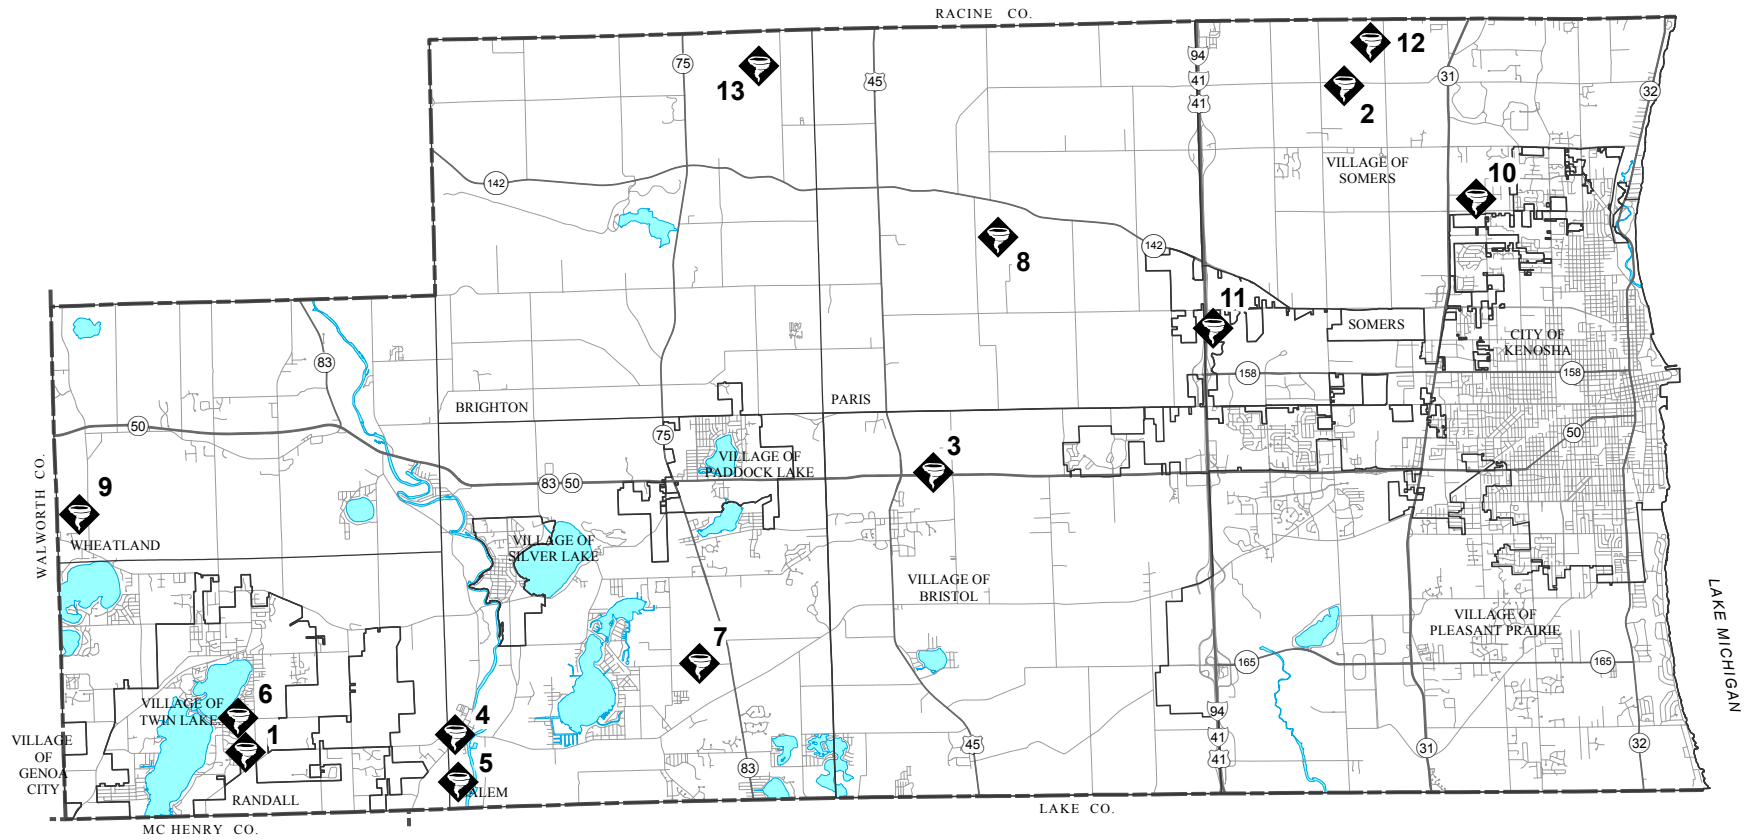 RACINE CO.
12
94
75
13
31
41
45
2
32
41
VILLAGE OF
SOMERS
10
142
8
142
11
SOMERS
CITY OF
KENOSHA
83
158
158
BRIGHTON
PARIS
50
75
50
3
VILLAGE OF
PADDOCK LAKE
83
50
WALWORTH CO.
9
WHEATLAND
VILLAGE OF
SILVER LAKE
VILLAGE OF
BRISTOL
VILLAGE OF
PLEASANT PRAIRIE
LAKE MICHIGAN
7
165
165
6
VILLAGE OF
TWIN LAKES
4
94
1
41
45
31
32
VILLAGE
OF
GENOA
CITY
5
41
83
RANDALL
ALEM
LAKE CO.
MC HENRY CO.